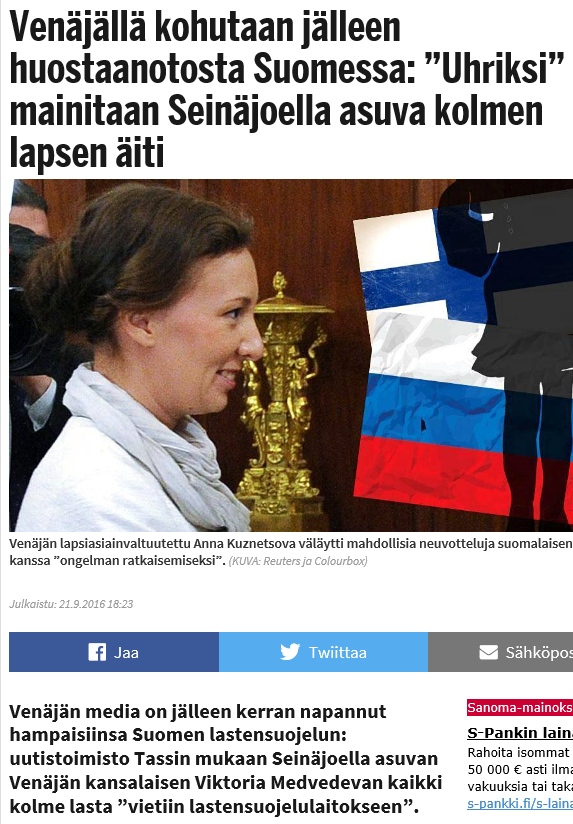 Venäjällä kohutaan jälleen
huostaanotosta Suomessa: ”Uhriksi”
mainitaan Seinäjoella asuva kolmen
lapsen äiti
Venäjän lapsiasiainvaltuutettu Anna Kuznetsova väläytti mahdollisia neuvotteluja suomalaisen
kanssa ”ongelman ratkaisemiseksi”. (KUVA: Reuters ja Colourbox)
Julkaistu: 21.9.2016 18:23
Jaa
Twiittaa
Sähköpos
Venäjän media on jälleen kerran napannut
hampaisiinsa Suomen lastensuojelun:
uutistoimisto Tassin mukaan Seinäjoella asuvan
Venäjän kansalaisen Viktoria Medvedevan kaikki
kolme lasta ”vietiin lastensuojelulaitokseen”.
Sanoma-mainoks
S-Pankin laina
Rahoita isommat
50 000 € asti ilma
vakuuksia tai taka
s-pankki.fi/s-laina